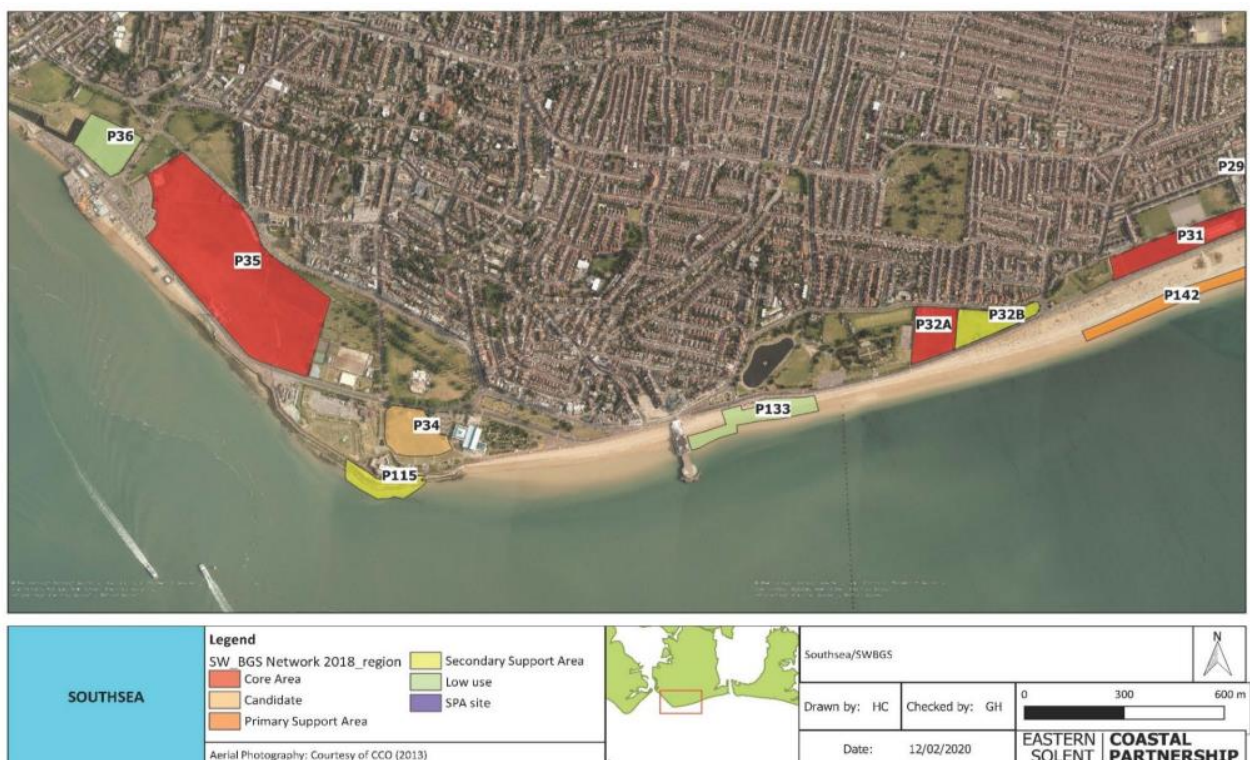 P36
P29
P35
P31
P142
P32A
P32B
P133
P34
P115
SOUTHSEA
Legend
SW_BGS Network 2018_region
Core Area
Candidate
Primary Support Area
Secondary Support Area
Low use
SPA site
Aerial Photography: Courtesy of CCO (2013)
Southsea/SWBGS
N
Drawn by: HC
Checked by: GH
0 300 600 m
Date: 12/02/2020
EASTERN SOLENT
COASTAL PARTNERSHIP